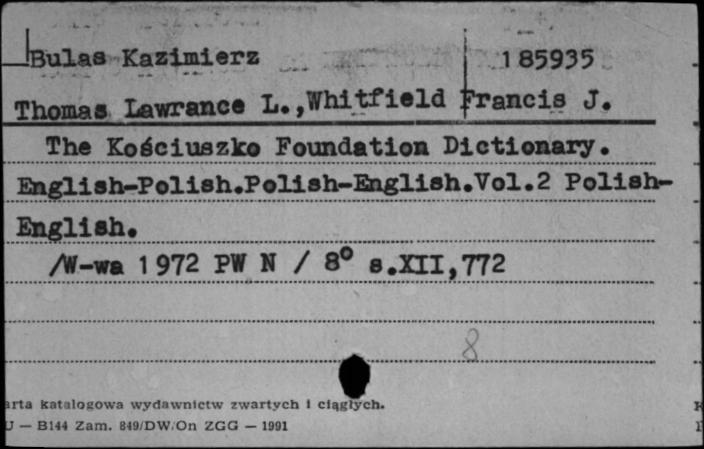 Bulas Kazimierz 185935
Thomas Lawrance L.,Whitfield Francis J.
The Kościuszko Foundation Dictionary.
English-Polish.Polish-English.Vol.2 Polish-
English.
/W-wa 1972 PW N / 8° s.XII,772
8
arta katalogowa wydawnictw zwartych i ciągłych.
U — B144 Zam. 849/DW/On ZGG — 1991